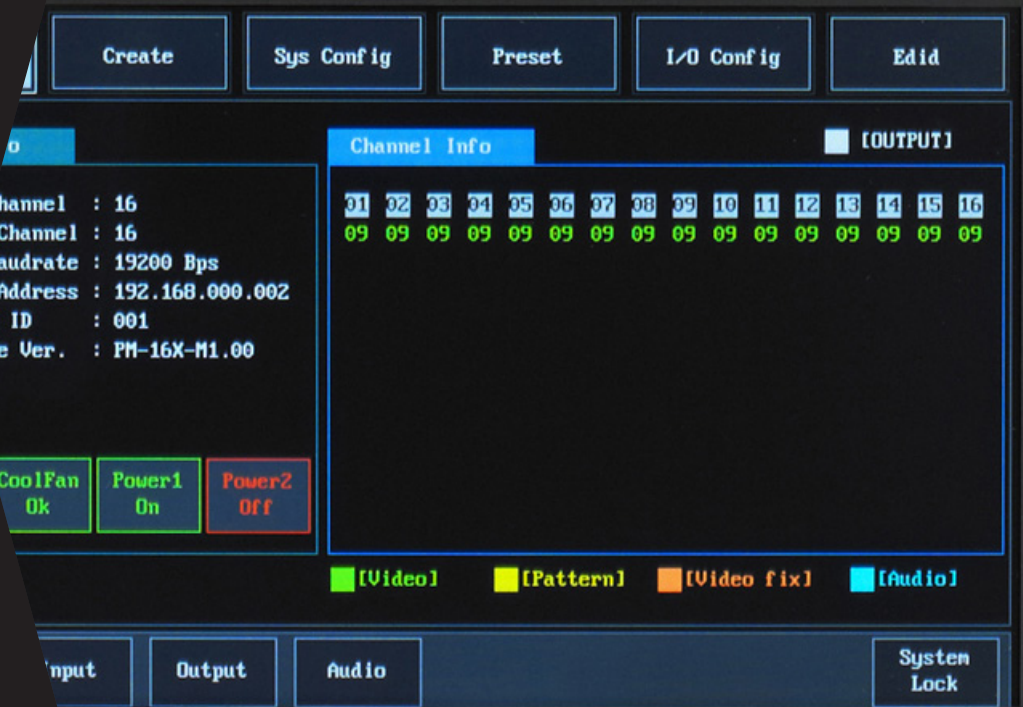 Create Sys Config Preset I/O Config Edid
Channel Info [OUTPUT]
: 16
: 16
: 19200 Bps
Address : 192.168.000.002
ID : 001
Ver. : PM-16X-M1.00
01 02 03 04 05 06 07 08 09 10 11 12 13 14 15 16
09 09 09 09 09 09 09 09 09 09 09 09 09 09 09 09
CoolFan Power1 Power2
Ok On Off
[Video] [Pattern] [Video fix] [Audio]
Output Audio System
Lock